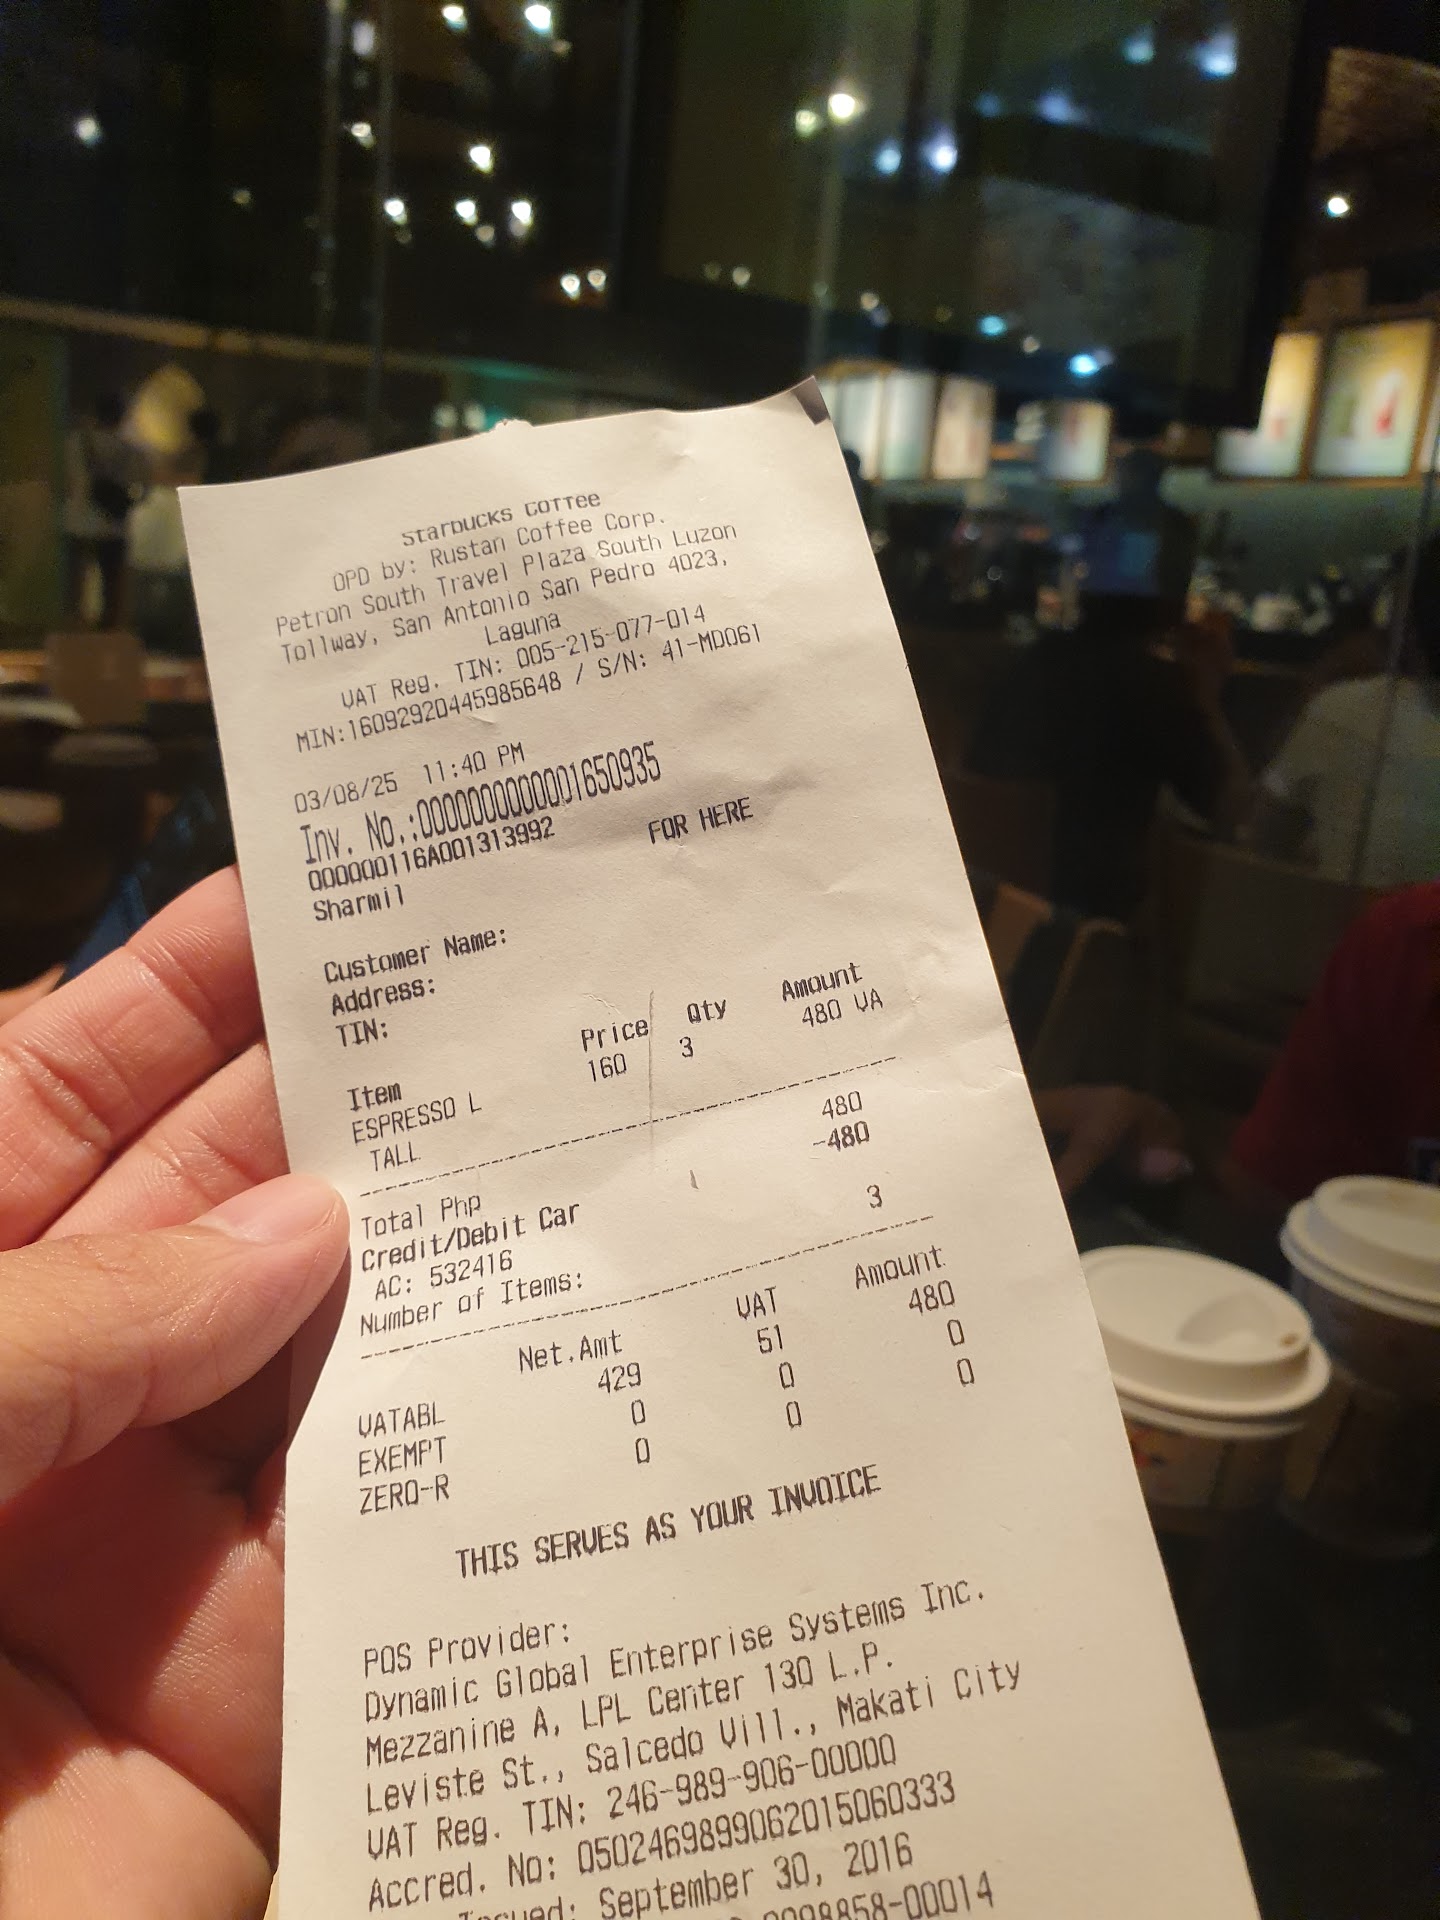 Starbucks Coffee
OPD by: Rustan Coffee Corp.
Petron South Travel Plaza South Luzon
Tollway, San Antonio San Pedro 4023,
Laguna
VAT Reg. TIN: 005-215-077-014
MIN:16092920445985648 / S/N: 41-MD061
03/08/25 11:40 PM
Inv. No.:0000000000001650935
000000116A001313992 FOR HERE
Sharmil
Customer Name:
Address:
TIN:
Item Price Qty Amount
ESPRESSO L 160 3 480 VA
TALL
Total Php 480
Credit/Debit Car -480
AC: 532416
Number of Items: 3
Net.Amt VAT Amount
VATABL 429 51 480
EXEMPT 0 0 0
ZERO-R 0 0 0
THIS SERVES AS YOUR INVOICE
POS Provider:
Dynamic Global Enterprise Systems Inc.
Mezzanine A, LPL Center 130 L.P.
Leviste St., Salcedo Vill., Makati City
VAT Reg. TIN: 246-989-906-00000
Accred. No: 05024698990620150603​33
Issued: September 30, 2016